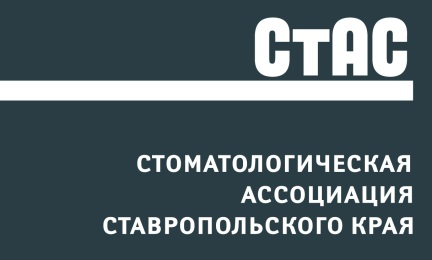 СтАС
СТОМАТОЛОГИЧЕСКАЯ
АССОЦИАЦИЯ
СТАВРОПОЛЬСКОГО КРАЯ